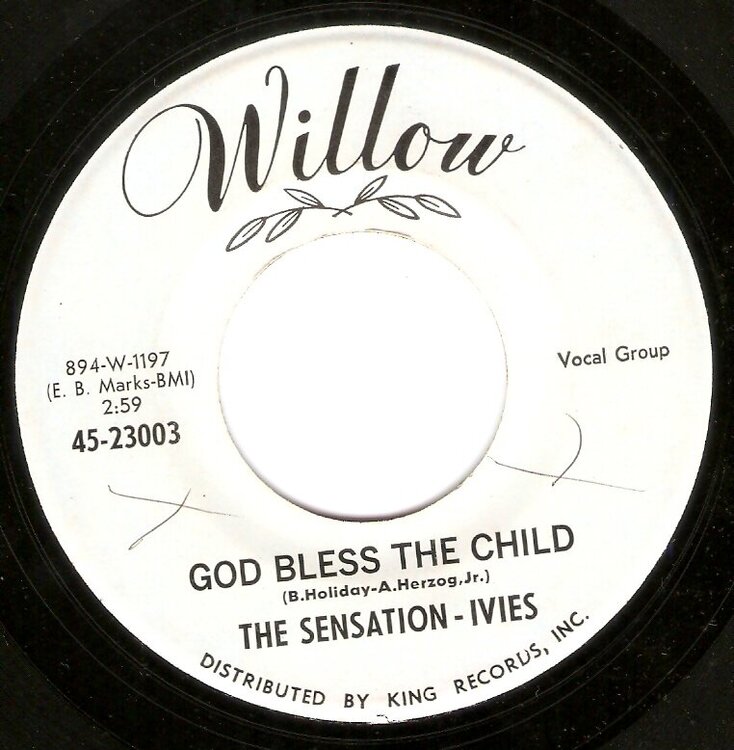 Willow
894-W-1197
(E. B. Marks-BMI)
2:59
45-23003
Vocal Group
GOD BLESS THE CHILD
(B.Holiday-A.Herzog,Jr.)
THE SENSATION-IVIES
DISTRIBUTED BY KING RECORDS, INC.